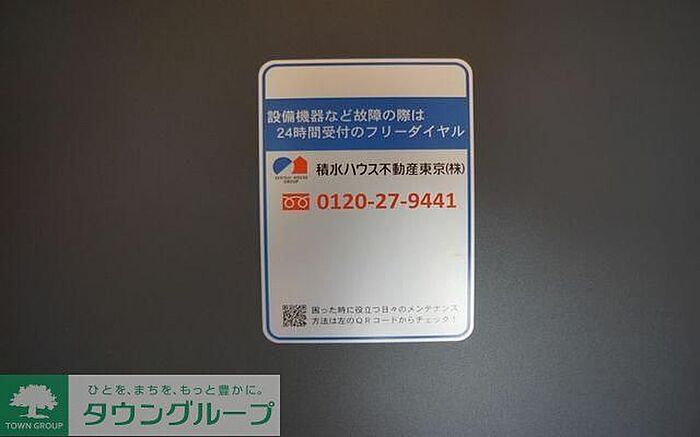 設備機器など故障の際は
24時間受付のフリーダイヤル
SEKISUI HOUSE
GROUP
積水ハウス不動産東京(株)
0120-27-9441
困った時に役立つ日々のメンテナンス
方法は左のQRコードからチェック!
ひとを、まちを、もっと豊かに。
タウングループ
TOWN GROUP